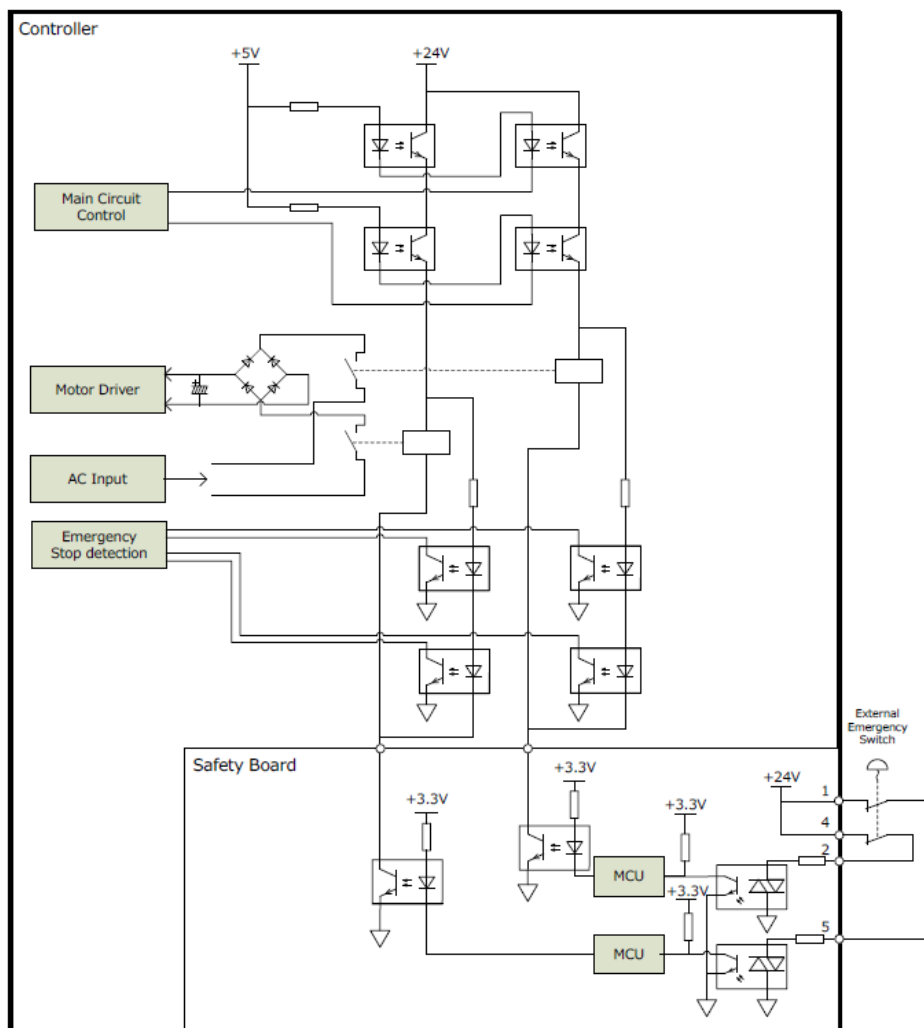 Controller
+5V
+24V
Main Circuit
Control
Motor Driver
AC Input
Emergency
Stop detection
External
Emergency
Switch
Safety Board
+3.3V
+3.3V
+3.3V
+24V
1
4
2
MCU
+3.3V
5
MCU